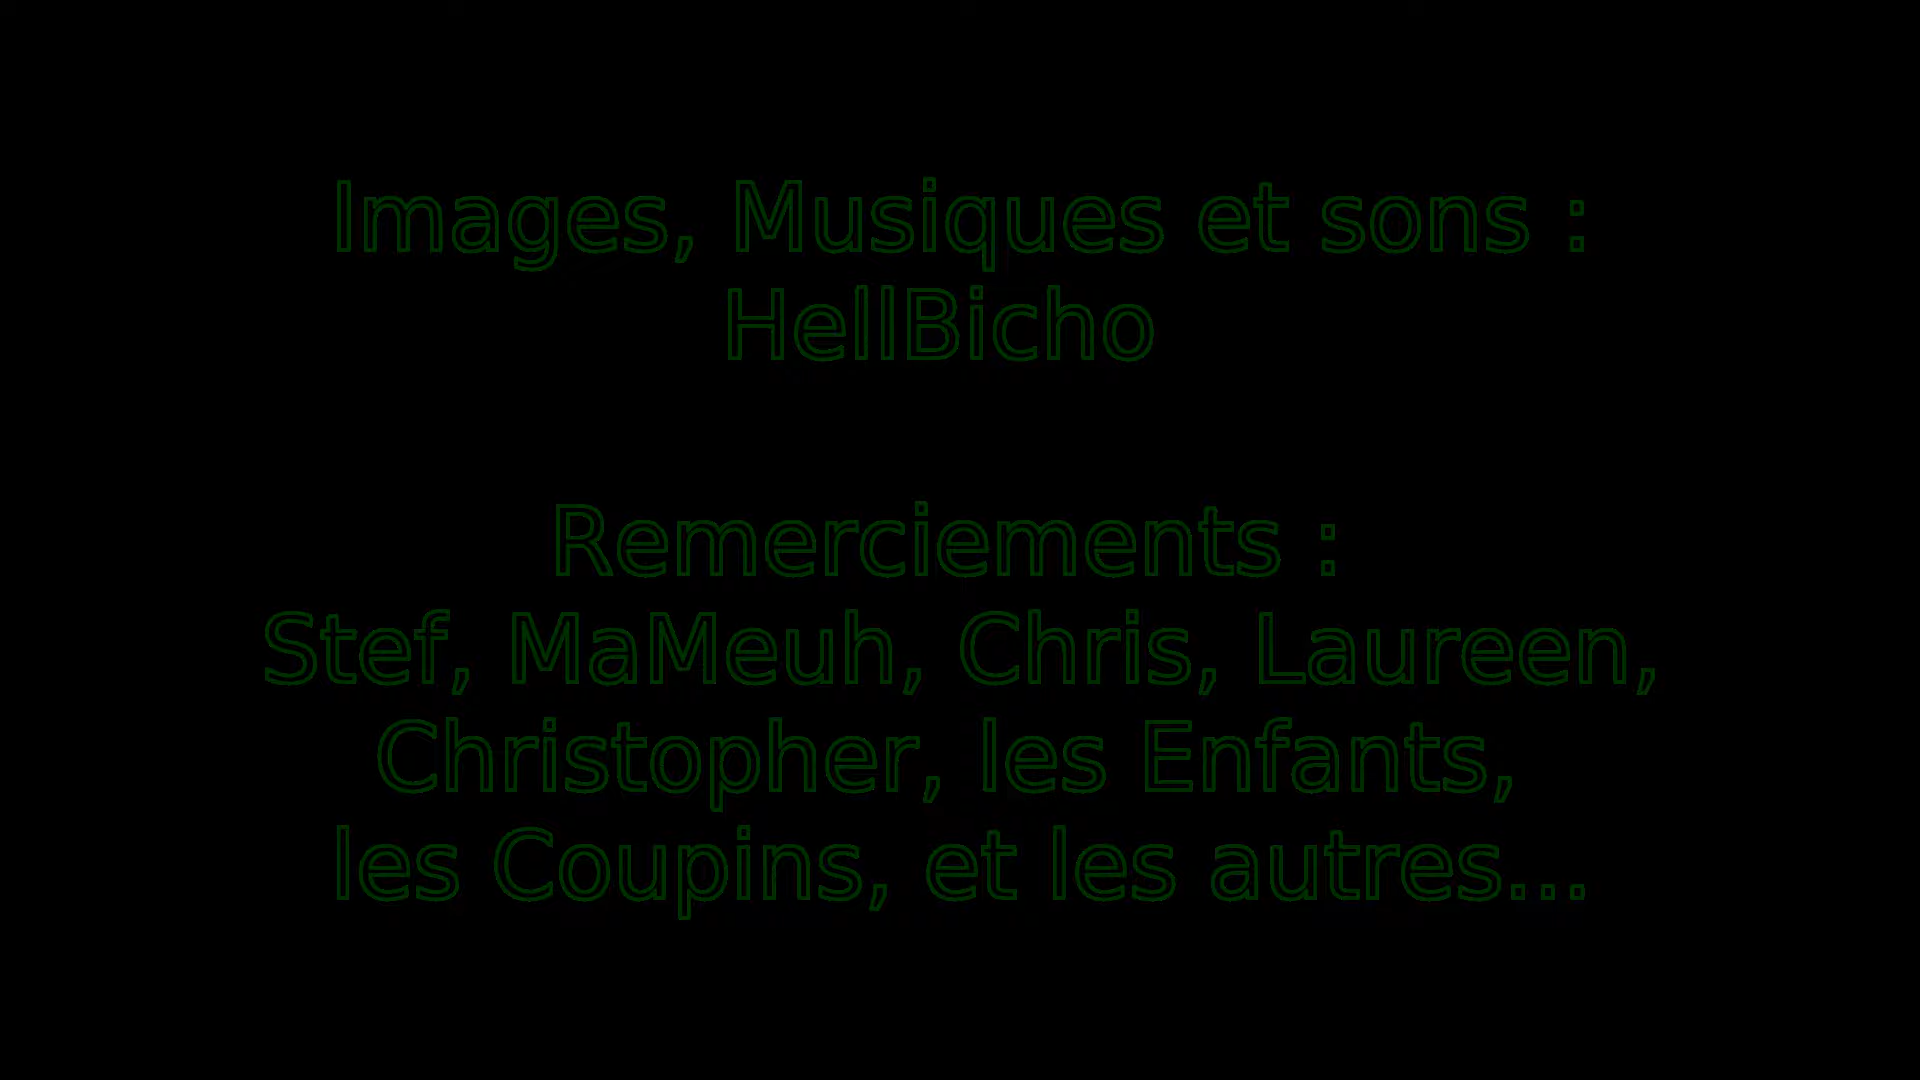 Images, Musiques et sons :
HellBicho
Remerciements :
Stef, MaMeuh, Chris, Laureen,
Christopher, les Enfants,
les Coupins, et les autres...